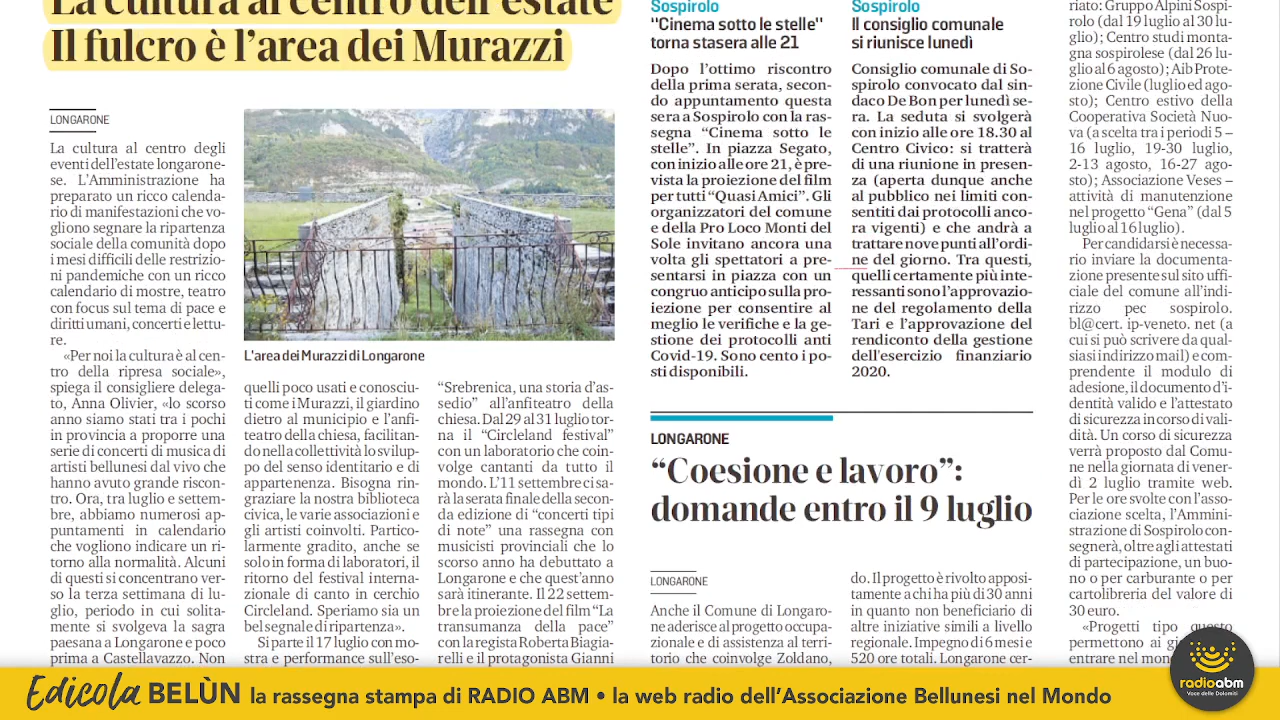 La cultura al centro dell'estate
Il fulcro è l'area dei Murazzi
LONGARONE
La cultura al centro degli
eventi dell'estate longarone-
se. L'Amministrazione ha
preparato un ricco calenda-
rio di manifestazioni che vo-
gliono segnare la ripartenza
sociale della comunità dopo
i mesi difficili delle restrizio-
ni pandemiche con un ricco
calendario di mostre, teatro
con focus sul tema di pace e
diritti umani, concerti e lettu-
re.
«Per noi la cultura è al cen-
tro della ripresa sociale»,
spiega il consigliere delega-
to, Anna Olivier, «lo scorso
anno siamo stati tra i pochi
in provincia a proporre una
serie di concerti di musica di
artisti bellunesi dal vivo che
hanno avuto grande riscon-
tro. Ora, tra luglio e settem-
bre, abbiamo numerosi ap-
puntamenti in calendario
che vogliono indicare un ri-
torno alla normalità. Alcuni
di questi si concentrano ver-
so la terza settimana di lu-
glio, periodo in cui solita-
mente si svolgeva la sagra
paesana a Longarone e poco
prima a Castellavazzo. Non
L'area dei Murazzi di Longarone
quelli poco usati e conosciu-
ti come i Murazzi, il giardino
dietro al municipio e l'anfi-
teatro della chiesa, facilitan-
do nella collettività lo svilup-
po del senso identitario e di
appartenenza. Bisogna rin-
graziare la nostra biblioteca
civica, le varie associazioni e
gli artisti coinvolti. Partico-
larmente gradito, anche se
solo in forma di laboratori, il
ritorno del festival interna-
zionale di canto in cerchio
Circleland. Speriamo sia un
bel segnale di ripartenza».
Si parte il 17 luglio con mo-
stra e performance sull'eso-
"Srebrenica, una storia d'as-
sedio" all'anfiteatro della
chiesa. Dal 29 al 31 luglio tor-
na il "Circleland festival"
con un laboratorio che coin-
volge cantanti da tutto il
mondo. L'11 settembre ci sa-
rà la serata finale della secon-
da edizione di "concerti tipi
di note" una rassegna con
musicisti provinciali che lo
scorso anno ha debuttato a
Longarone e che quest'anno
sarà itinerante. Il 22 settem-
bre la proiezione del film "La
transumanza della pace"
con la regista Roberta Biagia-
relli e il protagonista Gianni
Sospirolo
"Cinema sotto le stelle"
torna stasera alle 21
Dopo l'ottimo riscontro
della prima serata, secon-
do appuntamento questa
sera a Sospirolo con la ras-
segna "Cinema sotto le
stelle". In piazza Segato,
con inizio alle ore 21, è pre-
vista la proiezione del film
per tutti "Quasi Amici". Gli
organizzatori del comune
e della Pro Loco Monti del
Sole invitano ancora una
volta gli spettatori a pre-
sentarsi in piazza con un
congruo anticipo sulla pro-
iezione per consentire al
meglio le verifiche e la ge-
stione dei protocolli anti
Covid-19. Sono cento i po-
sti disponibili.
Sospirolo
Il consiglio comunale
si riunisce lunedì
Consiglio comunale di So-
spirolo convocato dal sin-
daco De Bon per lunedì se-
ra. La seduta si svolgerà
con inizio alle ore 18.30 al
Centro Civico: si tratterà
di una riunione in presen-
za (aperta dunque anche
al pubblico nei limiti con-
sentiti dai protocolli anco-
ra vigenti) e che andrà a
trattare nove punti all'ordi-
ne del giorno. Tra questi,
quelli certamente più inte-
ressanti sono l'approvazio-
ne del regolamento della
Tari e l'approvazione del
rendiconto della gestione
dell'esercizio finanziario
2020.
LONGARONE
"Coesione e lavoro":
domande entro il 9 luglio
LONGARONE
Anche il Comune di Longaro-
ne aderisce al progetto occupa-
zionale e di assistenza al terri-
torio che coinvolge Zoldano,
do. Il progetto è rivolto apposi-
tamente a chi ha più di 30 anni
in quanto non beneficiario di
altre iniziative simili a livello
regionale. Impegno di 6 mesi e
520 ore totali. Longarone cer-
riato: Gruppo Alpini Sospi-
rolo (dal 19 luglio al 30 lu-
glio); Centro studi monta-
gna sospirolese (dal 26 lu-
glio al 6 agosto); Aib Prote-
zione Civile (luglio ed ago-
sto); Centro estivo della
Cooperativa Società Nuo-
va (a scelta tra i periodi 5 –
16 luglio, 19-30 luglio,
2-13 agosto, 16-27 ago-
sto); Associazione Veses –
attività di manutenzione
nel progetto "Gena" (dal 5
luglio al 16 luglio).
Per candidarsi è necessa-
rio inviare la documenta-
zione presente sul sito uffi-
ciale del comune all'indi-
rizzo pec sospirolo.
bl@cert. ip-veneto. net (a
cui si può scrivere da qual-
siasi indirizzo mail) e com-
prendente il modulo di
adesione, il documento d'i-
dentità valido e l'attestato
di sicurezza in corso di vali-
dità. Un corso di sicurezza
verrà proposto dal Comu-
ne nella giornata di vener-
dì 2 luglio tramite web.
Per le ore svolte con l'asso-
ciazione scelta, l'Ammini-
strazione di Sospirolo con-
segnerà, oltre agli attestati
di partecipazione, un buo-
no o per carburante o per
cartolibreria del valore di
30 euro.
«Progetti tipo questo
permettono ai
entrare nel
Edicola BELÙN la rassegna stampa di RADIO ABM • la web radio dell'Associazione Bellunesi nel Mondo
radioabm
Voce delle Dolomiti